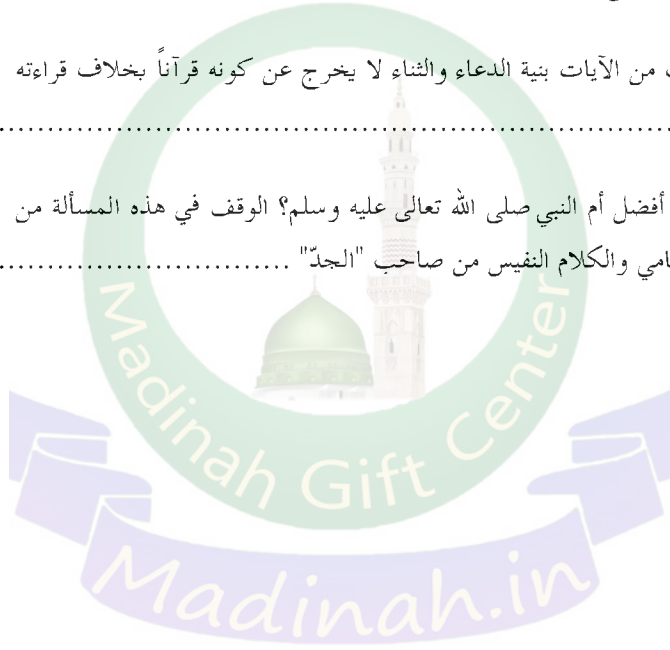 من الآيات بنية الدعاء والثناء لا يخرج عن كونه قرآناً بخلاف قراءته
................................................................
أفضل أم النبي صلى الله تعالى عليه وسلم؟ الوقف في هذه المسألة من
والكلام النفيس من صاحب "الجدّ" ..............................
Madinah Gift Center
Madinah.in